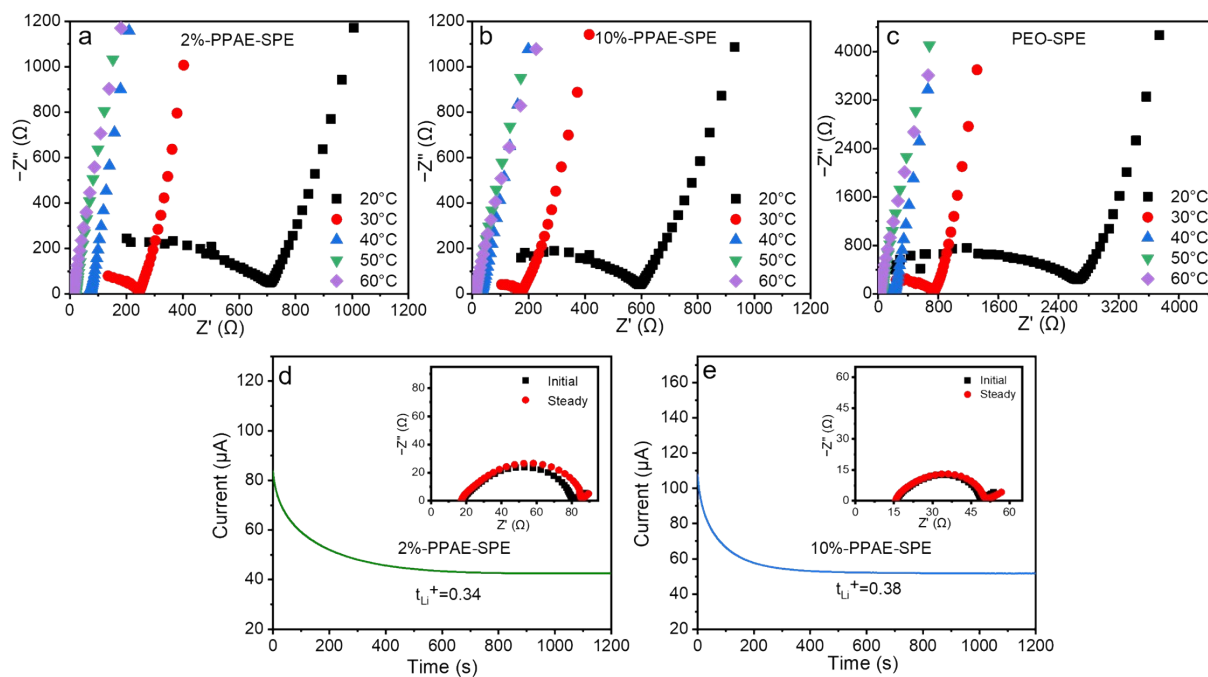 a
2%-PPAE-SPE
−Z'' (Ω)
1200
1000
800
600
400
200
0
20°C
30°C
40°C
50°C
60°C
0 200 400 600 800 1000 1200
Z' (Ω)
b
10%-PPAE-SPE
−Z'' (Ω)
1200
1000
800
600
400
200
0
20°C
30°C
40°C
50°C
60°C
0 200 400 600 800 1000 1200
Z' (Ω)
c
PEO-SPE
−Z'' (Ω)
4400
3600
2800
1600
800
0
20°C
30°C
40°C
50°C
60°C
0 800 1600 2400 3200 4000
Z' (Ω)
d
Current (μA)
120
100
80
60
40
20
2%-PPAE-SPE
tLi+=0.34
0 200 400 600 800 1000 1200
Time (s)
Initial
Steady
−Z'' (Ω)
80
60
40
20
0
0 20 40 60 80
Z' (Ω)
e
Current (μA)
160
140
120
100
80
60
40
20
10%-PPAE-SPE
tLi+=0.38
0 200 400 600 800 1000 1200
Time (s)
Initial
Steady
−Z'' (Ω)
60
45
30
15
0
0 15 30 45 60
Z' (Ω)